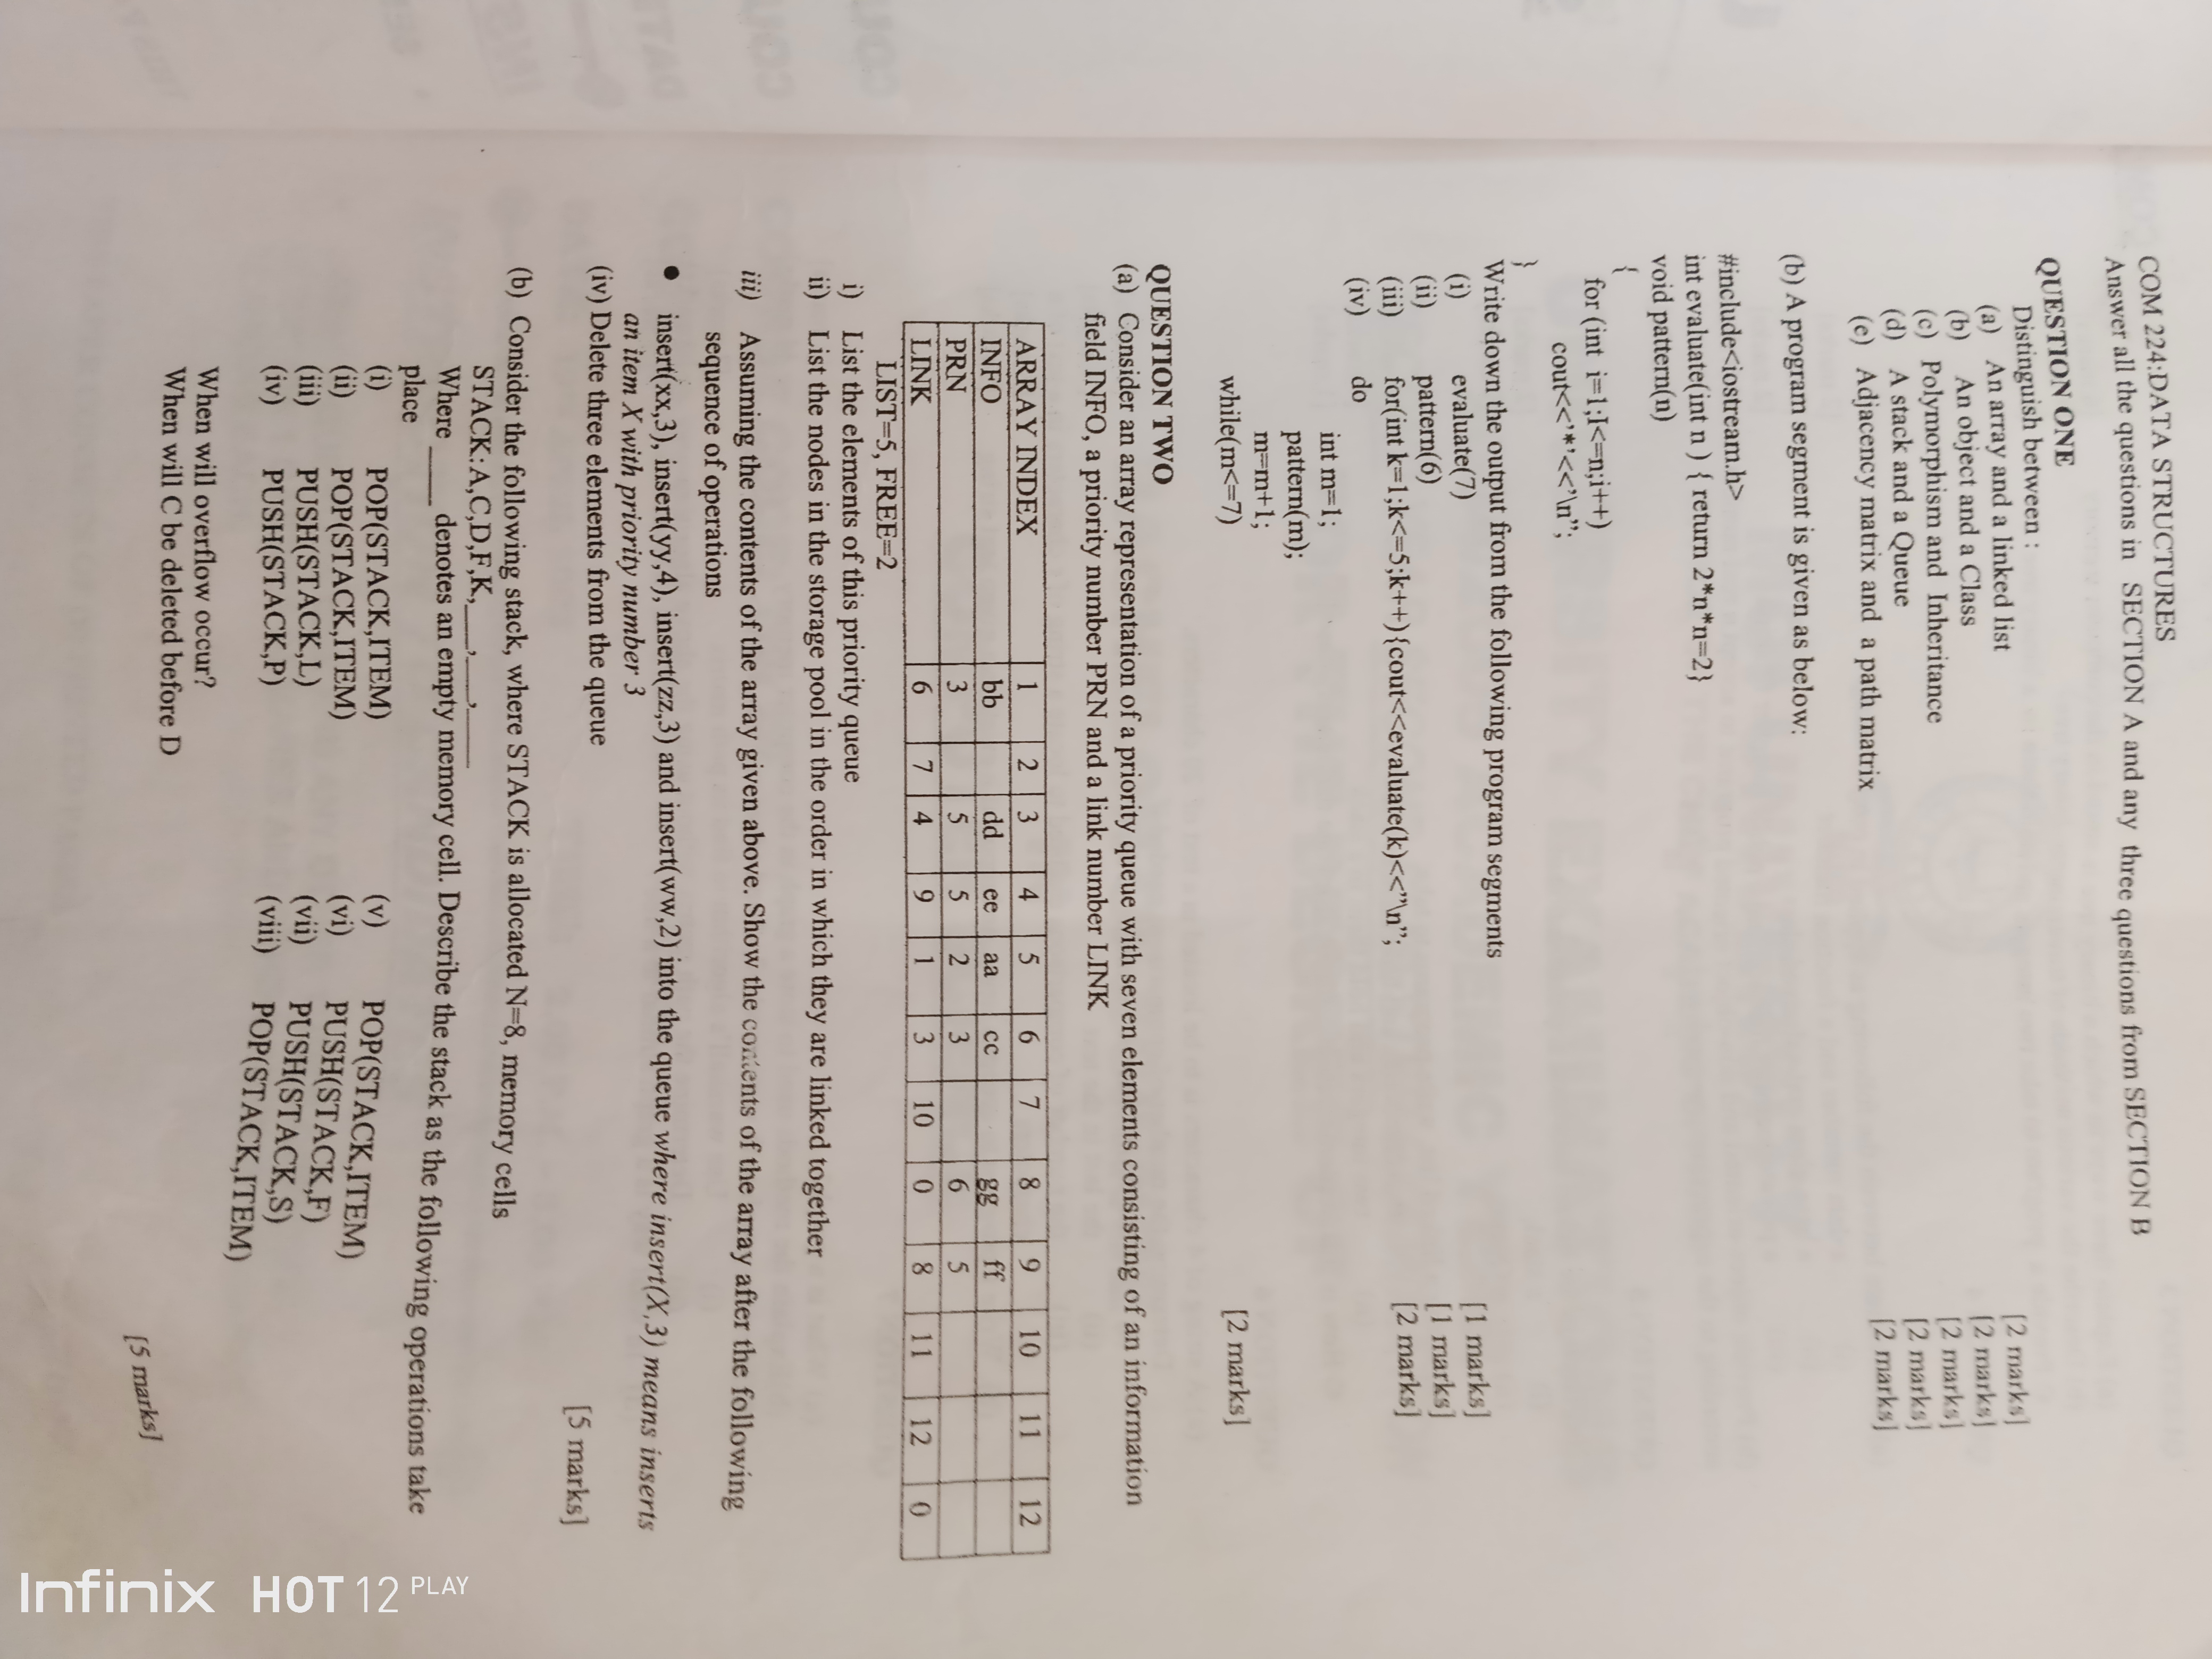 COM 224:DATA STRUCTURES
Answer all the questions in SECTION A and any three questions from SECTION B
QUESTION ONE
Distinguish between :
(a) An array and a linked list [2 marks]
(b) An object and a Class [2 marks]
(c) Polymorphism and Inheritance [2 marks]
(d) A stack and a Queue [2 marks]
(e) Adjacency matrix and a path matrix [2 marks]
(b) A program segment is given as below:
#include<iostream.h>
int evaluate(int n ) { return 2*n*n=2}
void pattern(n)
{
for (int i=1;I<=n;i++)
cout<<'*'<<'\n";
}
Write down the output from the following program segments
(i) evaluate(7) [1 marks]
(ii) pattern(6) [1 marks]
(iii) for(int k=1;k<=5;k++){cout<<evaluate(k)<<"\n"; [2 marks]
(iv) do
int m=1;
pattern(m);
m=m+1;
while(m<=7) [2 marks]
QUESTION TWO
(a) Consider an array representation of a priority queue with seven elements consisting of an information
field INFO, a priority number PRN and a link number LINK
ARRAY INDEX 1 2 3 4 5 6 7 8 9 10 11 12
INFO bb dd ee aa cc gg ff
PRN 3 5 5 2 3 6 5
LINK 6 7 4 9 1 3 10 0 8 11 12 0
LIST=5, FREE=2
i) List the elements of this priority queue
ii) List the nodes in the storage pool in the order in which they are linked together
iii) Assuming the contents of the array given above. Show the contents of the array after the following
sequence of operations
• insert(xx,3), insert(yy,4), insert(zz,3) and insert(ww,2) into the queue where insert(X,3) means inserts
an item X with priority number 3
(iv) Delete three elements from the queue
[5 marks]
(b) Consider the following stack, where STACK is allocated N=8, memory cells
STACK:A,C,D,F,K,___,___,____
Where ____ denotes an empty memory cell. Describe the stack as the following operations take
place
(i) POP(STACK,ITEM) (v) POP(STACK,ITEM)
(ii) POP(STACK,ITEM) (vi) PUSH(STACK,F)
(iii) PUSH(STACK,L) (vii) PUSH(STACK,S)
(iv) PUSH(STACK,P) (viii) POP(STACK,ITEM)
When will overflow occur?
When will C be deleted before D
[5 marks]
Infinix HOT 12 PLAY